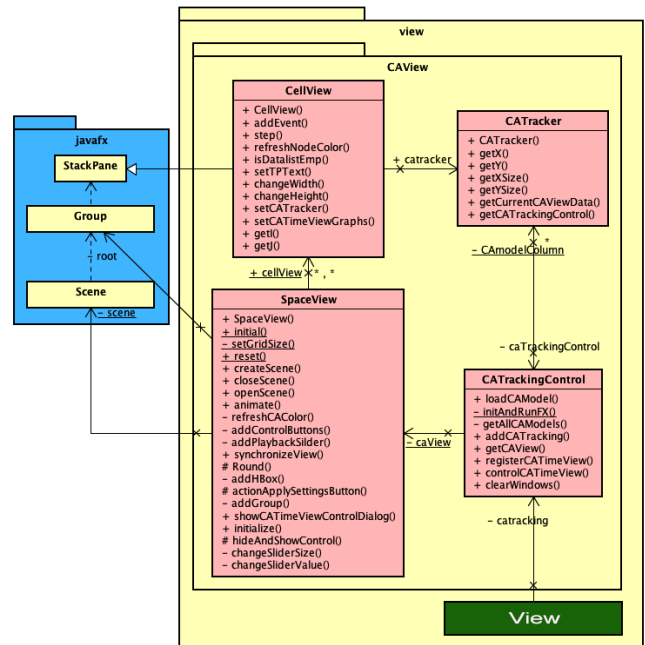 view
CAView
CellView
+ CellView()
+ addEvent()
+ step()
+ refreshNodeColor()
+ isDatalistEmp()
+ setTPText()
+ changeWidth()
+ changeHeight()
+ setCATracker()
+ setCATimeViewGraphs()
+ getI()
+ getJ()
+ catracker
CATracker
+ CATracker()
+ getX()
+ getY()
+ getXSize()
+ getYSize()
+ getCurrentCAViewData()
+ getCATrackingControl()
javafx
StackPane
Group
- root
Scene
- scene
* 
- CAmodelColumn
+ cellView
* , *
SpaceView
+ SpaceView()
+ initial()
- setGridSize()
+ reset()
+ createScene()
+ closeScene()
+ openScene()
+ animate()
- refreshCAColor()
- addControlButtons()
- addPlaybackSilder()
+ synchronizeView()
# Round()
- addHBox()
# actionApplySettingsButton()
- addGroup()
+ showCATimeViewControlDialog()
+ initialize()
# hideAndShowControl()
- changeSliderSize()
- changeSliderValue()
- caTrackingControl
CATrackingControl
+ loadCAModel()
- initAndRunFX()
- getAllCAModels()
+ addCATracking()
+ getCAView()
+ registerCATimeView()
+ controlCATimeView()
+ clearWindows()
- caView
- catracking
View